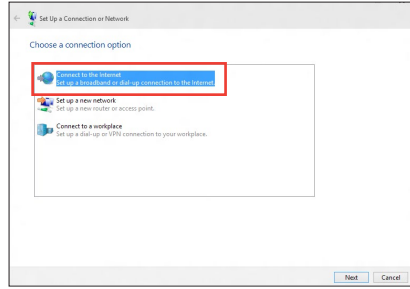 Set Up a Connection or Network
Choose a connection option
Connect to the Internet
Set up a broadband or dial-up connection to the Internet.
Set up a new network
Set up a new router or access point.
Connect to a workplace
Set up a dial-up or VPN connection to your workplace.
Next
Cancel